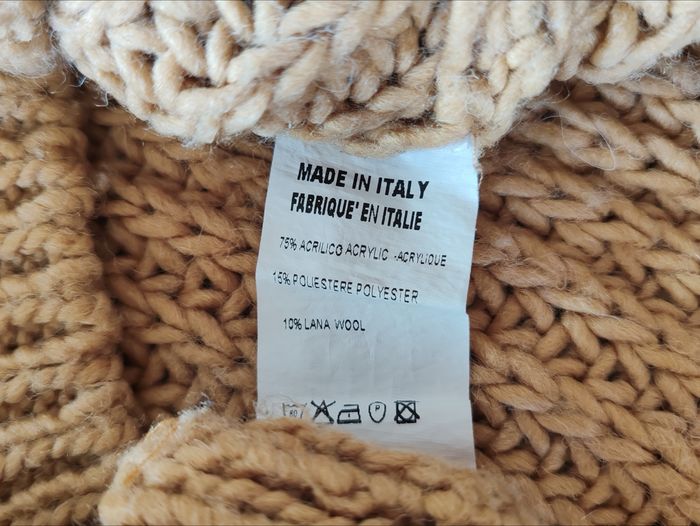 MADE IN ITALY
FABRIQUE' EN ITALIE
75% ACRILICO ACRYLIC -ACRYLIQUE
15% POLIESTERE POLYESTER
10% LANA WOOL
P